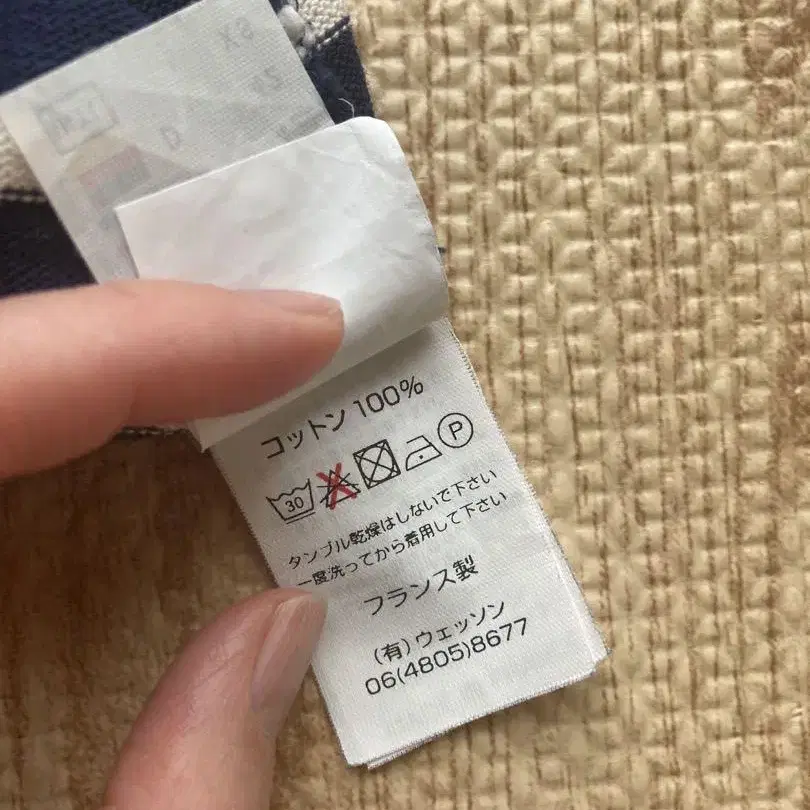 コットン 100%
30 P
タンブル乾燥はしないで下さい
一度洗ってから着用して下さい
フランス製
(有)ウェッソン
06(4805)8677